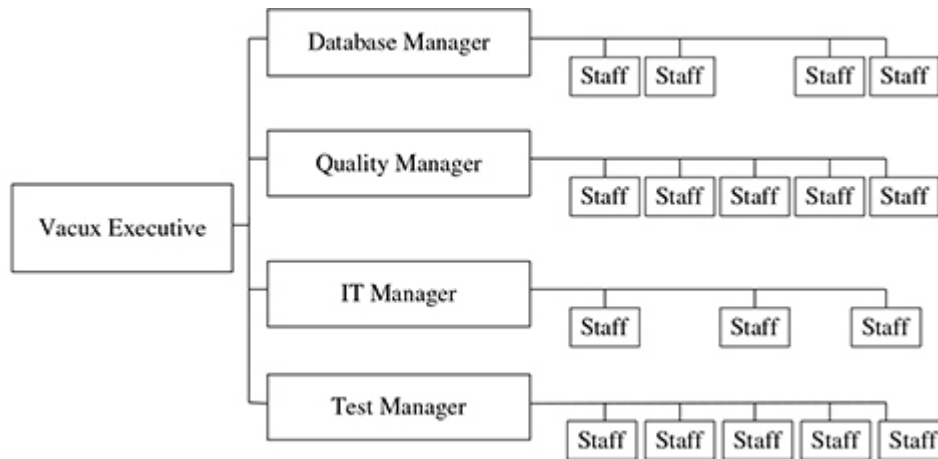 Database Manager
Staff Staff Staff Staff
Quality Manager
Staff Staff Staff Staff Staff
Vacux Executive
IT Manager
Staff Staff Staff
Test Manager
Staff Staff Staff Staff Staff